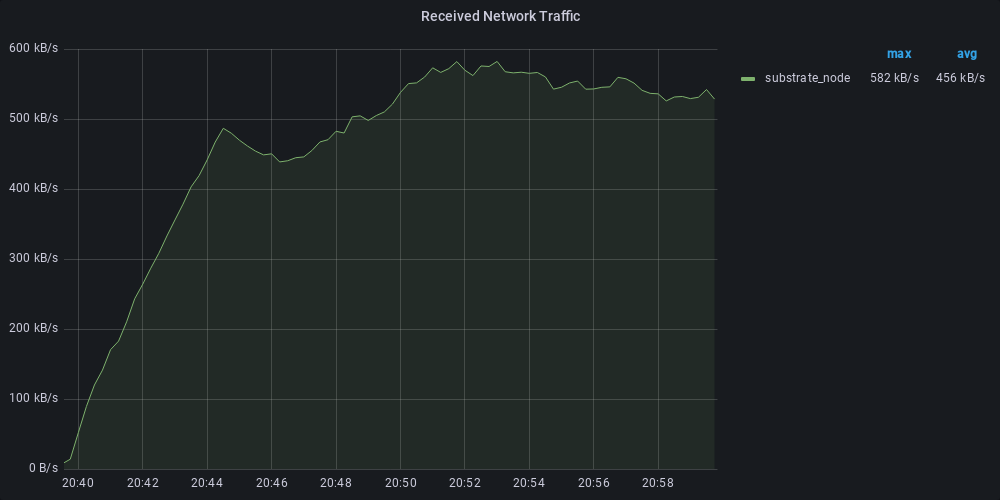 Received Network Traffic
600 kB/s
500 kB/s
400 kB/s
300 kB/s
200 kB/s
100 kB/s
0 B/s
20:40 20:42 20:44 20:46 20:48 20:50 20:52 20:54 20:56 20:58
max avg
substrate_node 582 kB/s 456 kB/s